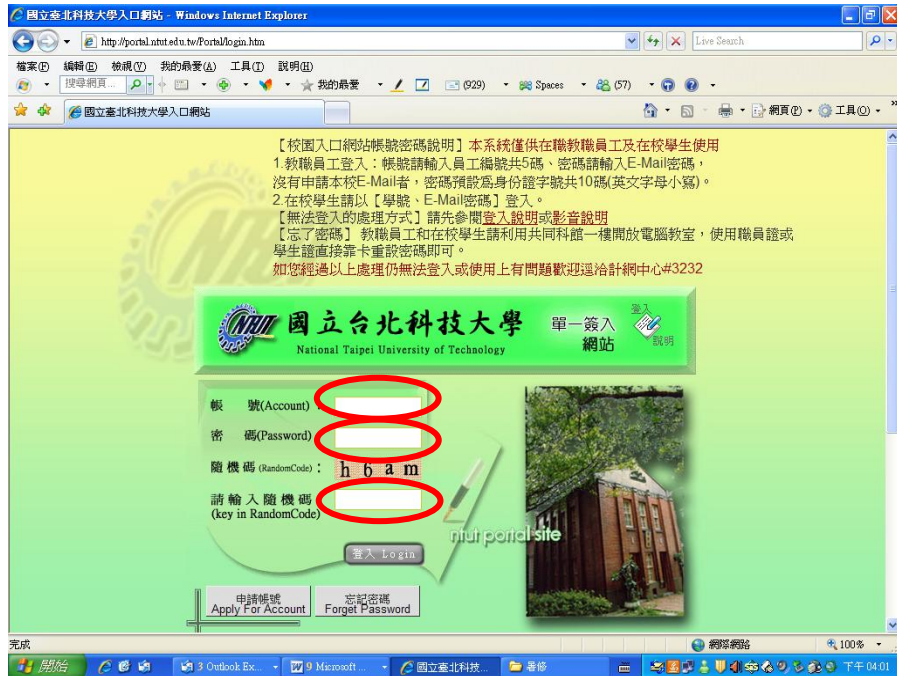 國立臺北科技大學入口網站 - Windows Internet Explorer
http://portal.ntut.edu.tw/Portal/login.htm
Live Search
檔案(F) 編輯(E) 檢視(V) 我的最愛(A) 工具(T) 說明(H)
搜尋網頁... 我的最愛 (929) Spaces (57)
國立臺北科技大學入口網站 網頁(P) 工具(O)
【校園入口網站帳號密碼說明】本系統僅供在職教職員工及在校學生使用
1.教職員工登入：帳號請輸入員工編號共5碼、密碼請輸入E-Mail密碼，
沒有申請本校E-Mail者，密碼預設為身份證字號共10碼(英文字母小寫)。
2.在校學生請以【學號、E-Mail密碼】登入。
【無法登入的處理方式】請先參閱登入說明或影音說明
【忘了密碼】 教職員工和在校學生請利用共同科館一樓開放電腦教室，使用職員證或
學生證直接靠卡重設密碼即可。
如您經過以上處理仍無法登入或使用上有問題歡迎逕洽計網中心#3232
NTUT 國立台北科技大學
National Taipei University of Technology
單一簽入
網站
登入
說明
帳 號(Account)：
密 碼(Password)
隨機碼(RandomCode)： h 6 a m
請輸入隨機碼
(key in RandomCode)
登入 Login
ntut portal site
申請帳號
Apply For Account
忘記密碼
Forget Password
完成 網際網路 100%
開始 3 Outlook Ex... 9 Microsoft ... 國立臺北科技... 暑修 下午 04:01